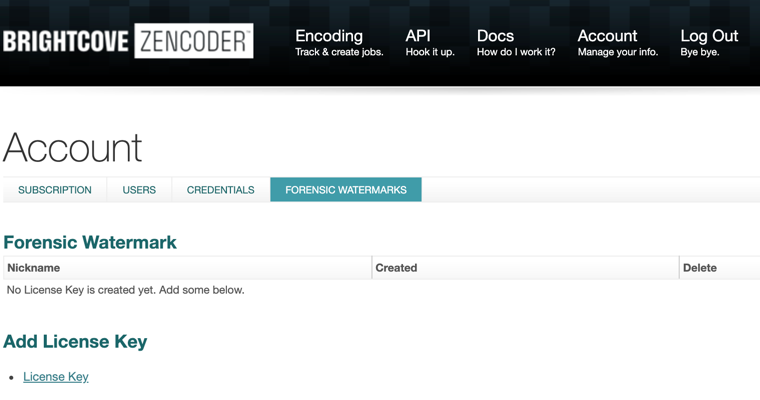 BRIGHTCOVE ZENCODER™
Encoding API Docs Account Log Out
Track & create jobs. Hook it up. How do I work it? Manage your info. Bye bye.
Account
SUBSCRIPTION USERS CREDENTIALS FORENSIC WATERMARKS
Forensic Watermark
Nickname Created Delete
No License Key is created yet. Add some below.
Add License Key
• License Key